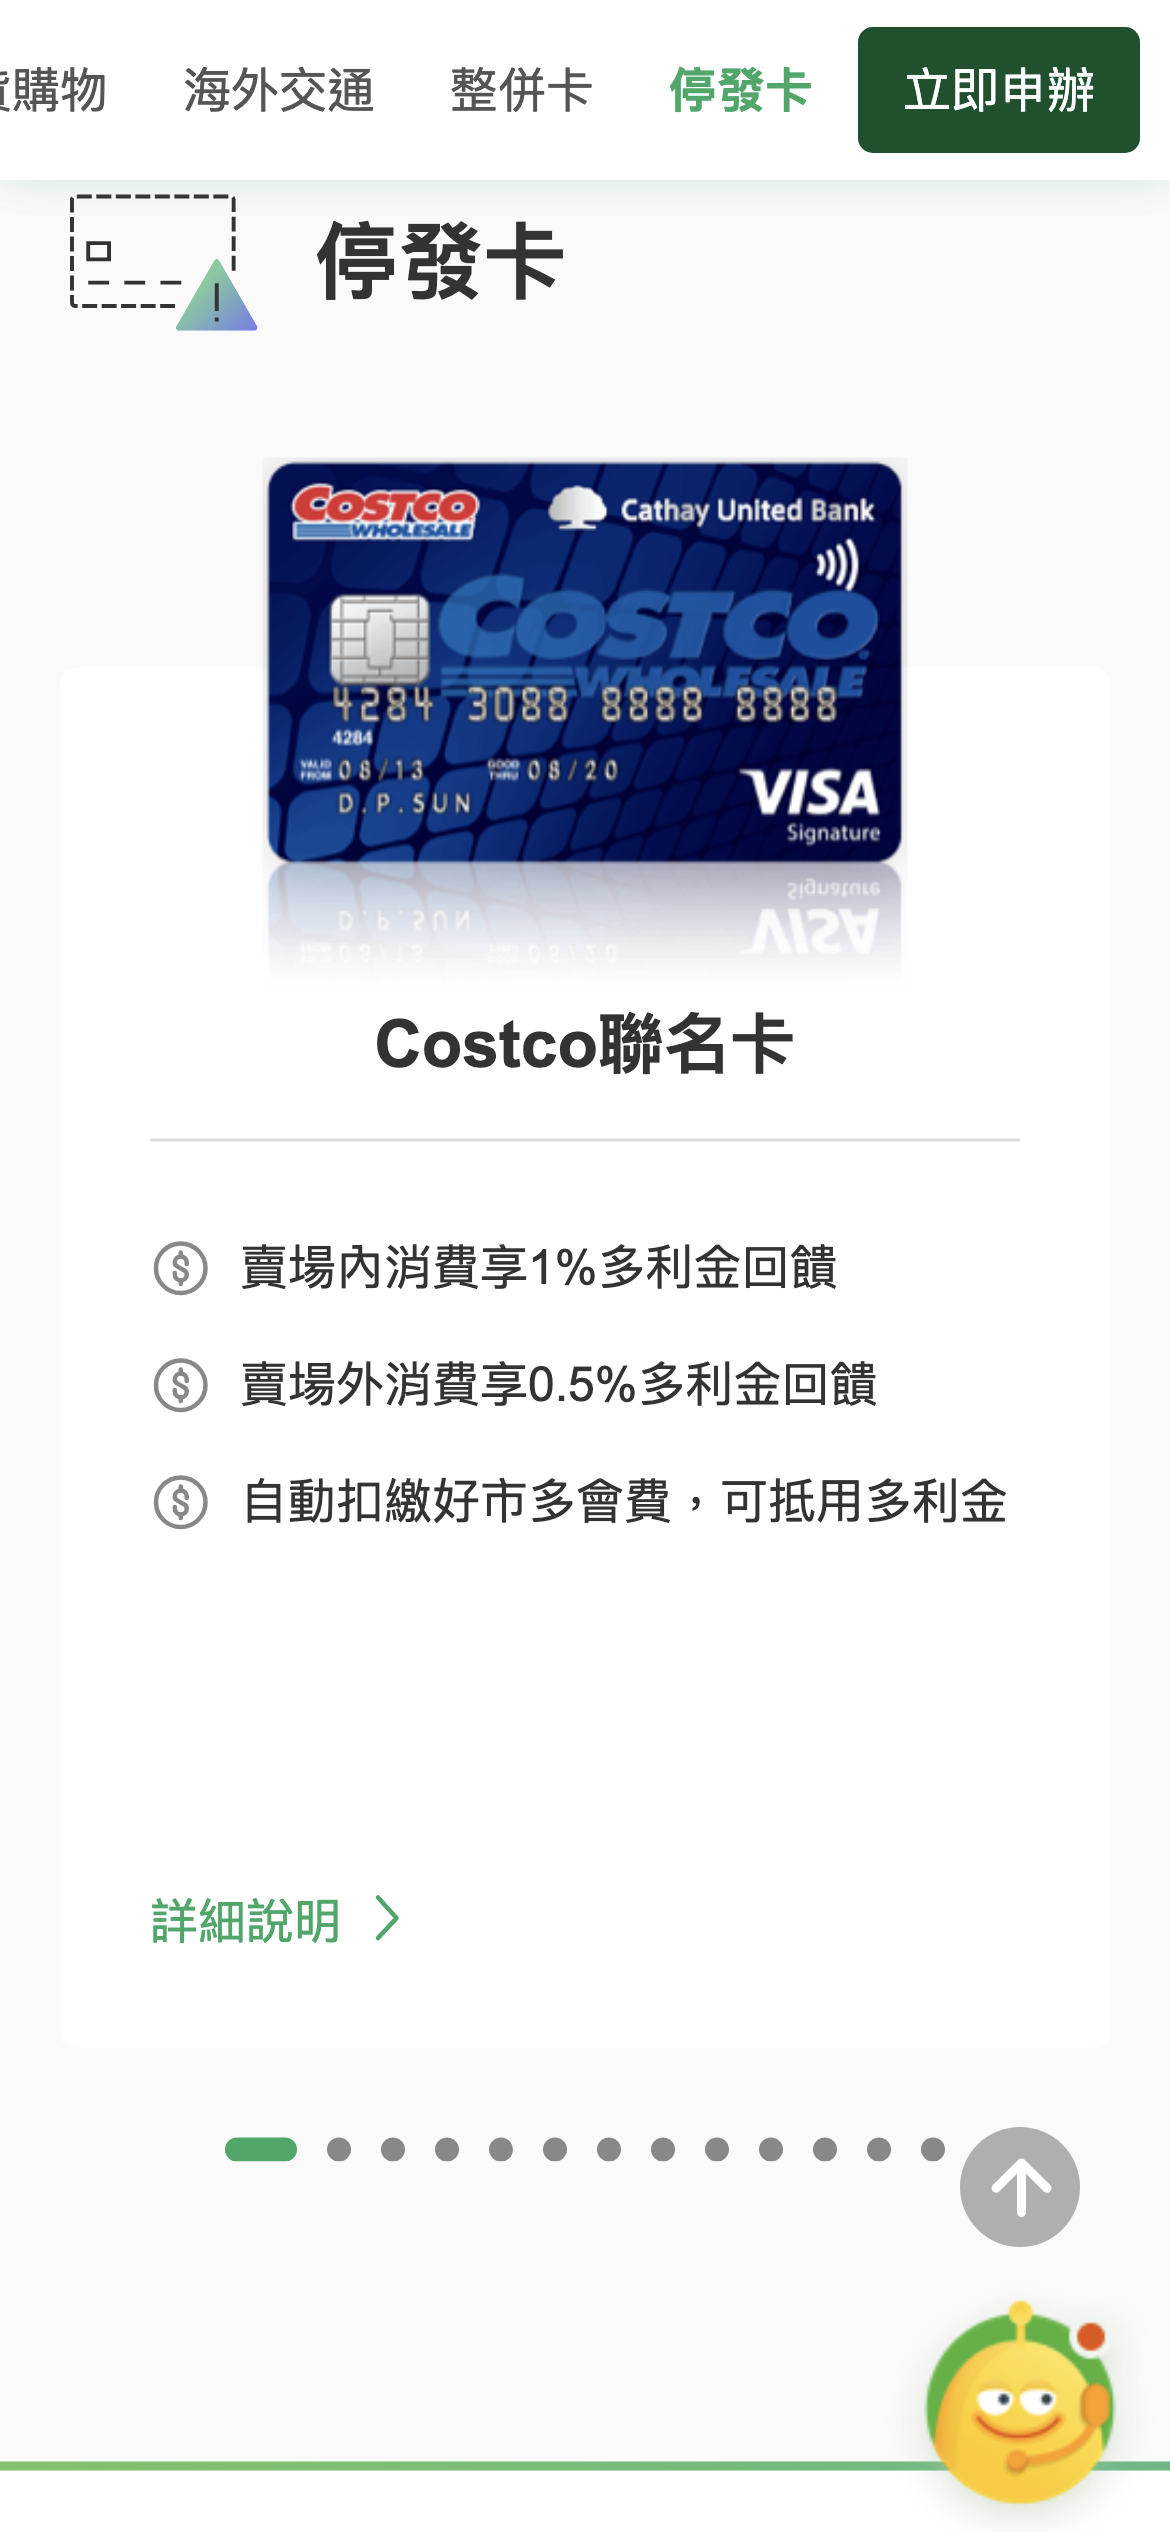 購物
海外交通
整併卡
停發卡
立即申辦
停發卡
COSTCO
WHOLESALE
Cathay United Bank
COSTCO
WHOLESALE
4284 3088 8888 8888
4284
VALID FROM 08/13 GOOD THRU 08/20
D.P.SUN
VISA
Signature
Costco聯名卡
賣場內消費享1%多利金回饋
賣場外消費享0.5%多利金回饋
自動扣繳好市多會費，可抵用多利金
詳細說明